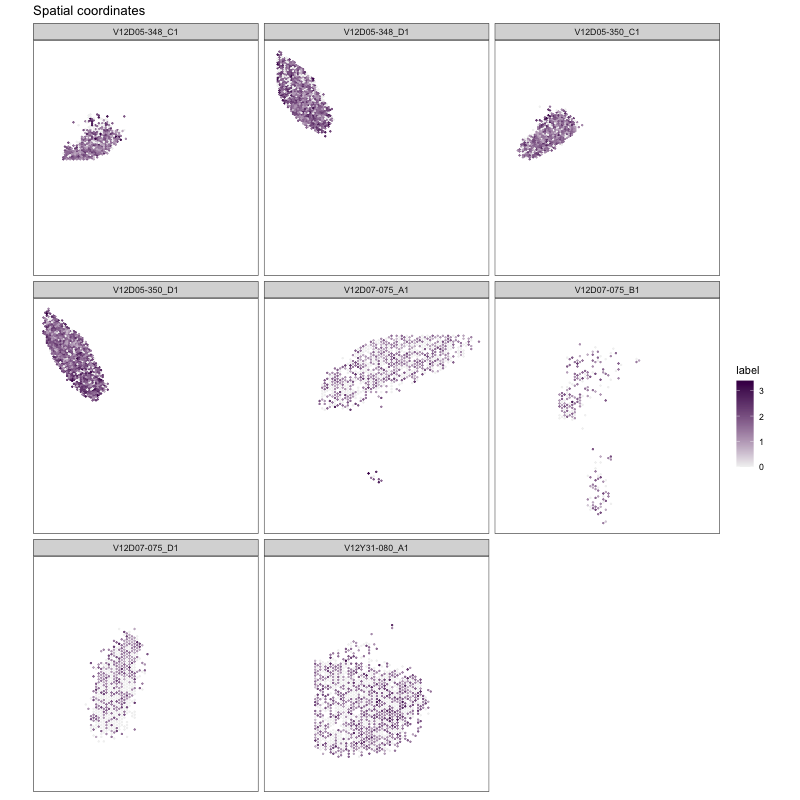 Spatial coordinates
V12D05-348_C1
V12D05-348_D1
V12D05-350_C1
V12D05-350_D1
V12D07-075_A1
V12D07-075_B1
label
3
2
1
0
V12D07-075_D1
V12Y31-080_A1